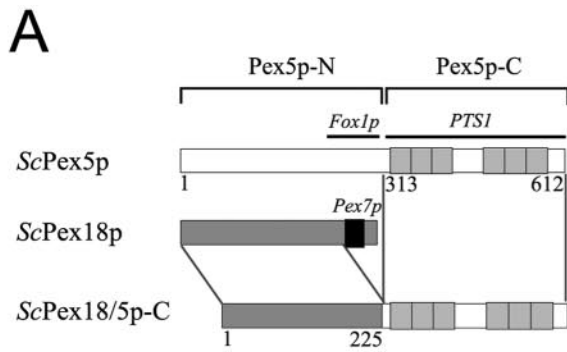 A
Pex5p-N Pex5p-C
Fox1p PTS1
ScPex5p
1 313 612
Pex7p
ScPex18p
ScPex18/5p-C
1 225